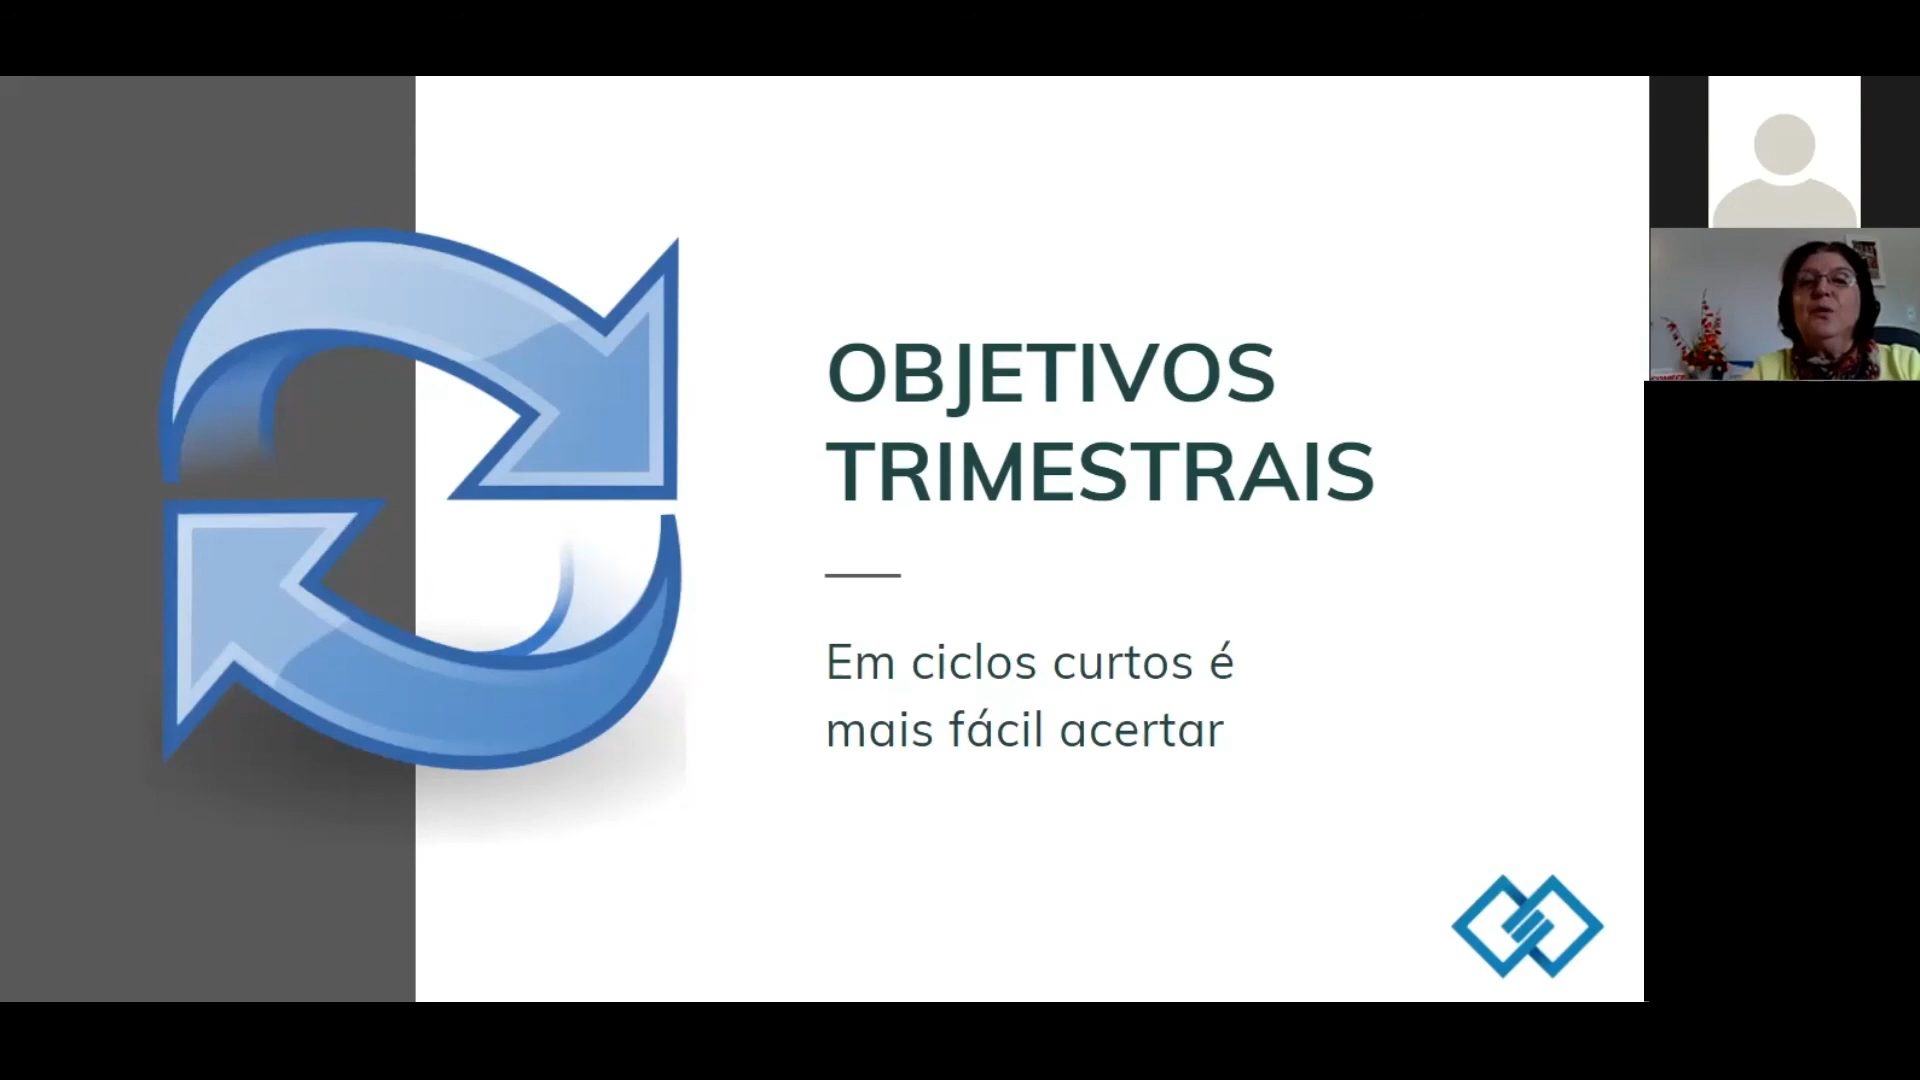 OBJETIVOS
TRIMESTRAIS
Em ciclos curtos é
mais fácil acertar